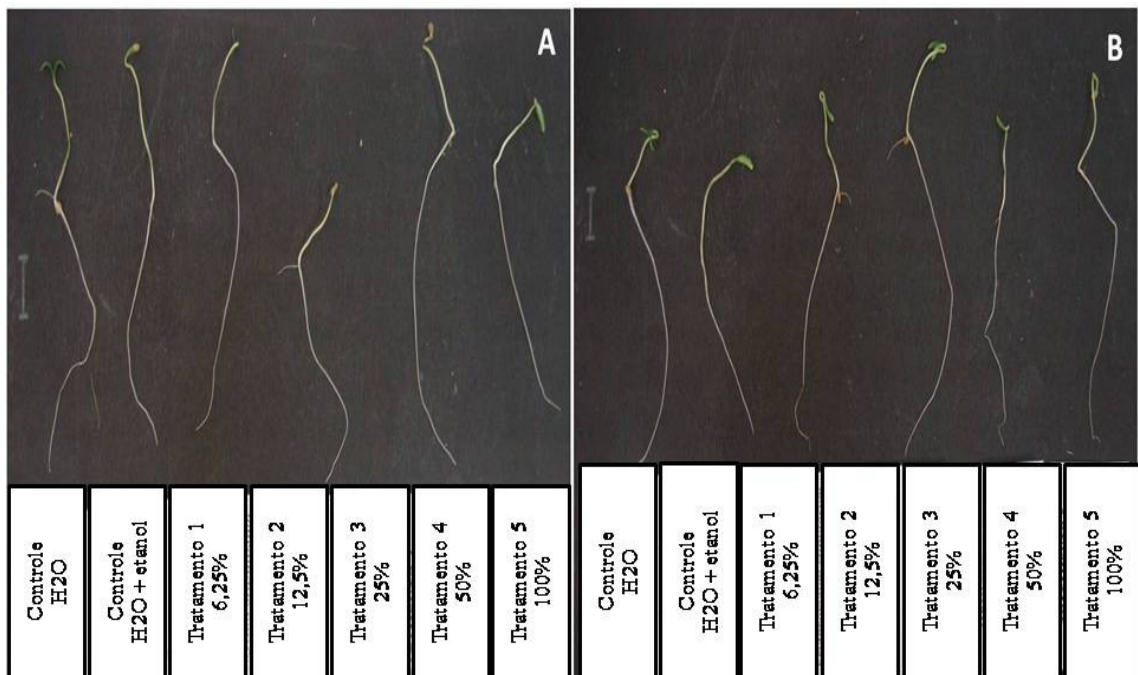 A
B
Controle
H2O
Controle
H2O + etanol
Tratamento 1
6,25%
Tratamento 2
12,5%
Tratamento 3
25%
Tratamento 4
50%
Tratamento 5
100%
Controle
H2O
Controle
H2O + etanol
Tratamento 1
6,25%
Tratamento 2
12,5%
Tratamento 3
25%
Tratamento 4
50%
Tratamento 5
100%